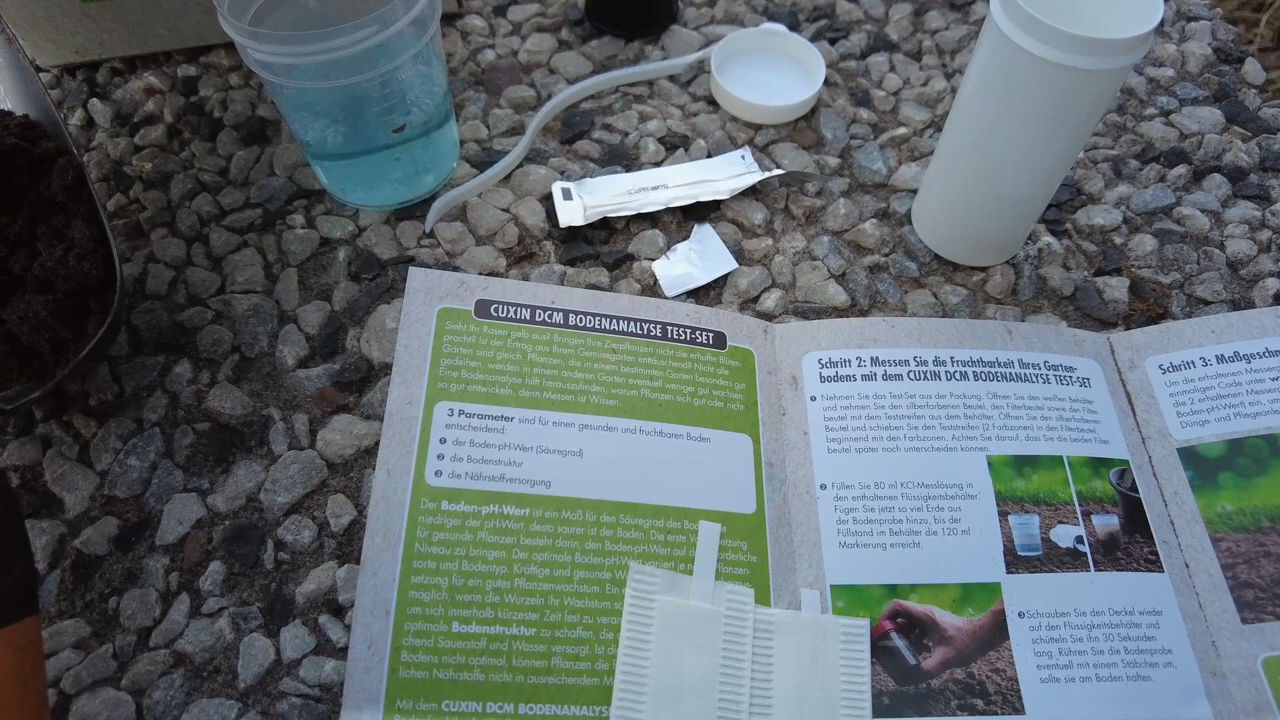 CUXIN DCM BODENANALYSE TEST-SET
Sieht Ihr Rasen gelb aus? Bringen Ihre Zierpflanzen nicht die erhoffte Blüten-
pracht? Ist der Ertrag aus Ihrem Gemüsegarten enttäuschend? Nicht alle
Gärten sind gleich. Pflanzen, die in einem bestimmten Garten besonders gut
gedeihen, werden in einem anderen Garten eventuell weniger gut wachsen.
Eine Bodenanalyse hilft herauszufinden, warum Pflanzen sich gut oder nicht
so gut entwickeln, denn Messen ist Wissen.
3 Parameter sind für einen gesunden und fruchtbaren Boden
entscheidend:
❶ der Boden-pH-Wert (Säuregrad)
❷ die Bodenstruktur
❸ die Nährstoffversorgung
Der Boden-pH-Wert ist ein Maß für den Säuregrad des
niedriger der pH-Wert, desto saurer ist der Boden. Die erste
für gesunde Pflanzen besteht darin, den Boden-pH-Wert auf
Niveau zu bringen. Der optimale Boden-pH-Wert variiert je
sorte und Bodentyp. Kräftige und gesunde
setzung für ein gutes Pflanzenwachstum. Ein
möglich, wenn die Wurzeln ihr Wachstum
um sich innerhalb kürzester Zeit fest zu
optimale Bodenstruktur zu schaffen, die
chend Sauerstoff und Wasser versorgt. Ist
Bodens nicht optimal, können Pflanzen die
lichen Nährstoffe nicht in ausreichendem
Mit dem CUXIN DCM BODENANALYSE
Schritt 2: Messen Sie die Fruchtbarkeit Ihres Garten-
bodens mit dem CUXIN DCM BODENANALYSE TEST-SET
❶ Nehmen Sie das Test-Set aus der Packung. Öffnen Sie den weißen Behälter
und nehmen Sie den silberfarbenen Beutel, den Filterbeutel sowie den Filter-
beutel mit dem Teststreifen aus dem Behälter. Öffnen Sie den silberfarbenen
Beutel und schieben Sie den Teststreifen (2 Farbzonen) in den Filterbeutel,
beginnend mit den Farbzonen. Achten Sie darauf, dass Sie die beiden Filter-
beutel später noch unterscheiden können.
❷ Füllen Sie 80 ml KCl-Messlösung in
den enthaltenen Flüssigkeitsbehälter.
Fügen Sie jetzt so viel Erde aus
der Bodenprobe hinzu, bis der
Füllstand im Behälter die 120 ml
Markierung erreicht.
❸ Schrauben Sie den Deckel wieder
auf den Flüssigkeitsbehälter und
schütteln Sie ihn 30 Sekunden
lang. Rühren Sie die Bodenprobe
eventuell mit einem Stäbchen um,
sollte sie am Boden haften.
Schritt 3: Maßgesch
Um die erhaltenen
einmaligen Code unter
die 2 erhaltenen
Boden-pH-Wert) ein, um
Dünge- und